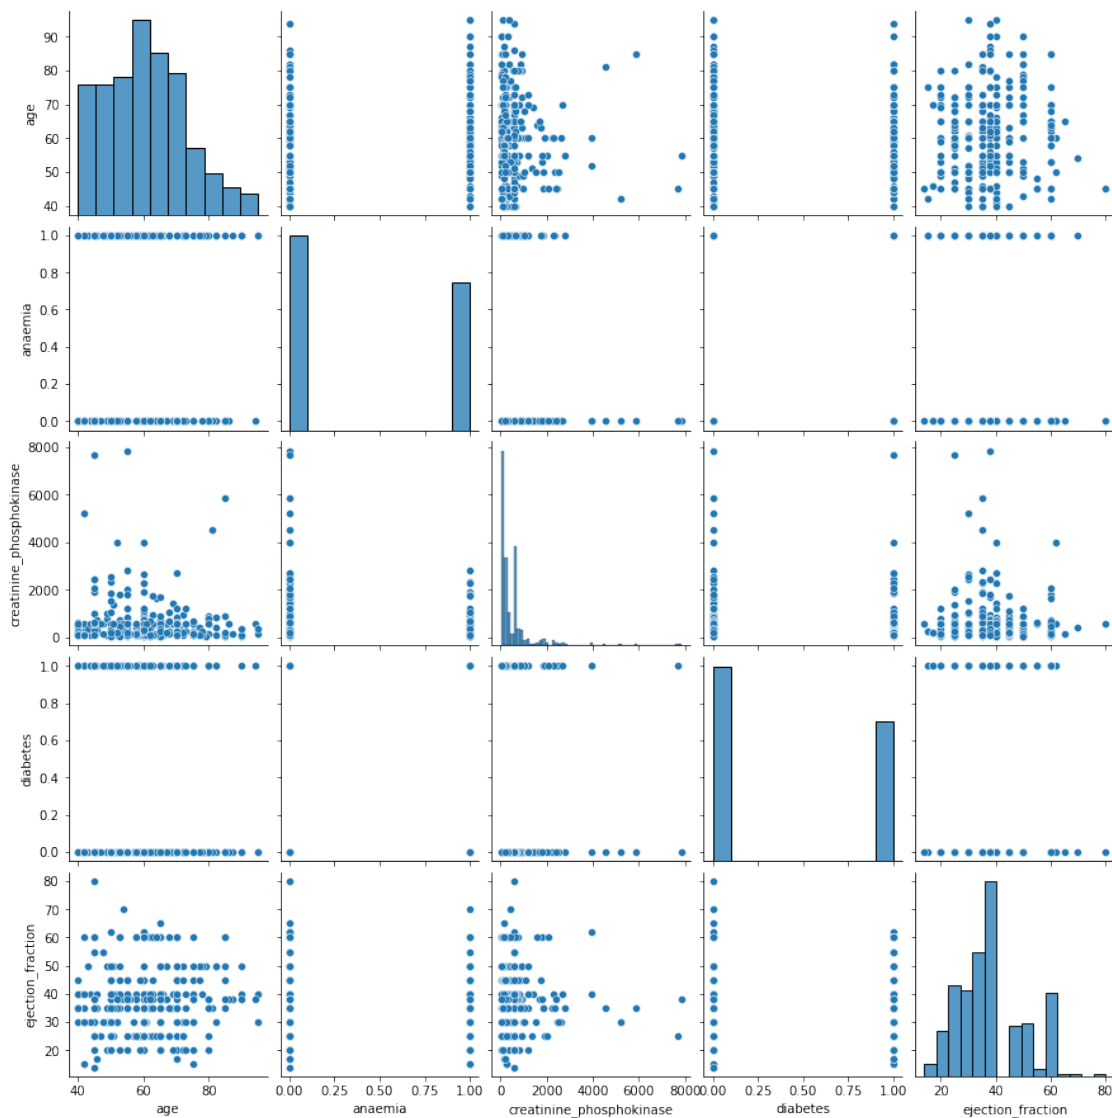 age
90
80
70
60
50
40
anaemia
1.0
0.8
0.6
0.4
0.2
0.0
creatinine_phosphokinase
8000
6000
4000
2000
0
diabetes
1.0
0.8
0.6
0.4
0.2
0.0
ejection_fraction
80
70
60
50
40
30
20
40 60 80
0.00 0.25 0.50 0.75 1.00
0 2000 4000 6000 8000
0.00 0.25 0.50 0.75 1.00
20 40 60 80
age anaemia creatinine_phosphokinase diabetes ejection_fraction